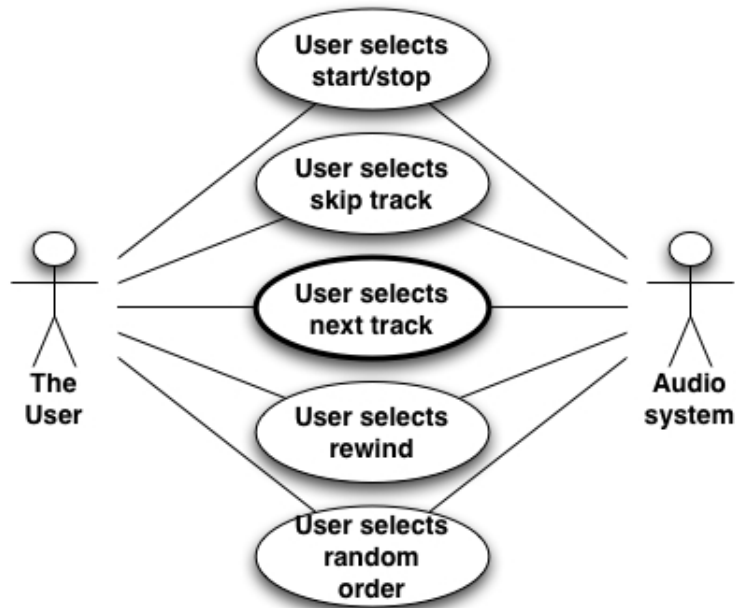 User selects
start/stop
User selects
skip track
User selects
next track
The
User
Audio
system
User selects
rewind
User selects
random
order